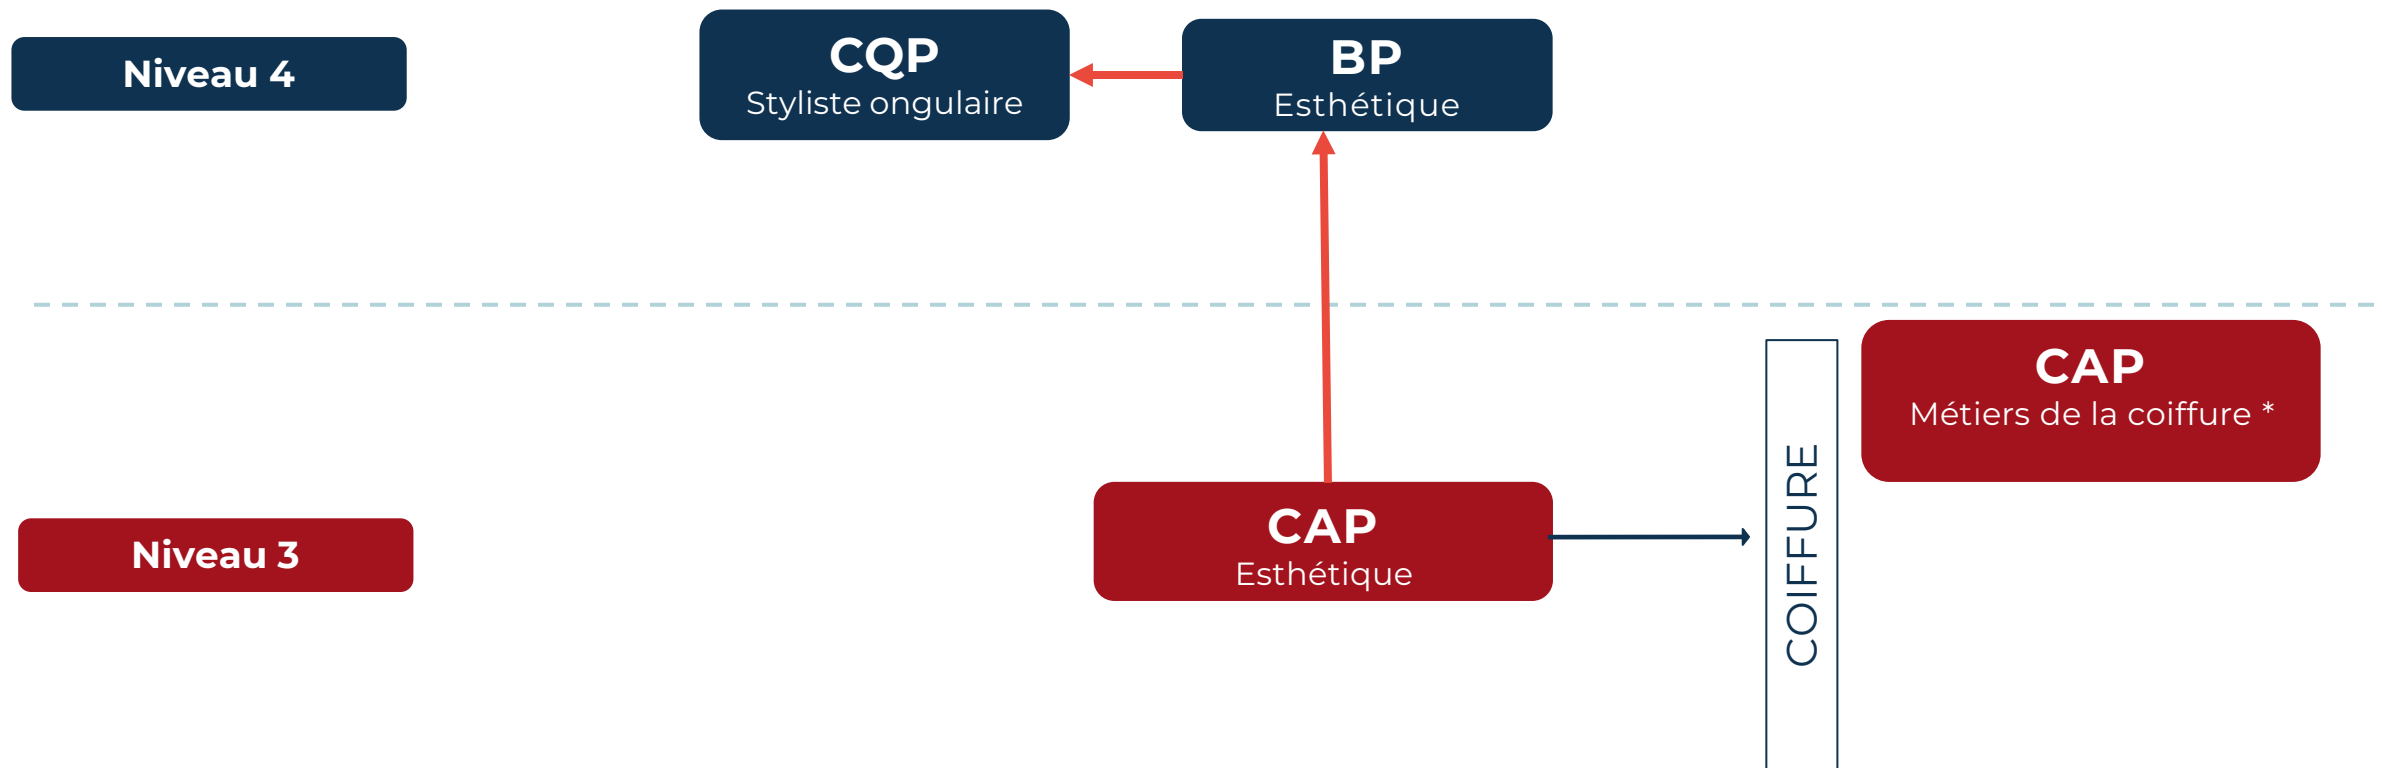 Niveau 4
CQP
Styliste ongulaire
BP
Esthétique
CAP
Métiers de la coiffure *
COIFFURE
Niveau 3
CAP
Esthétique